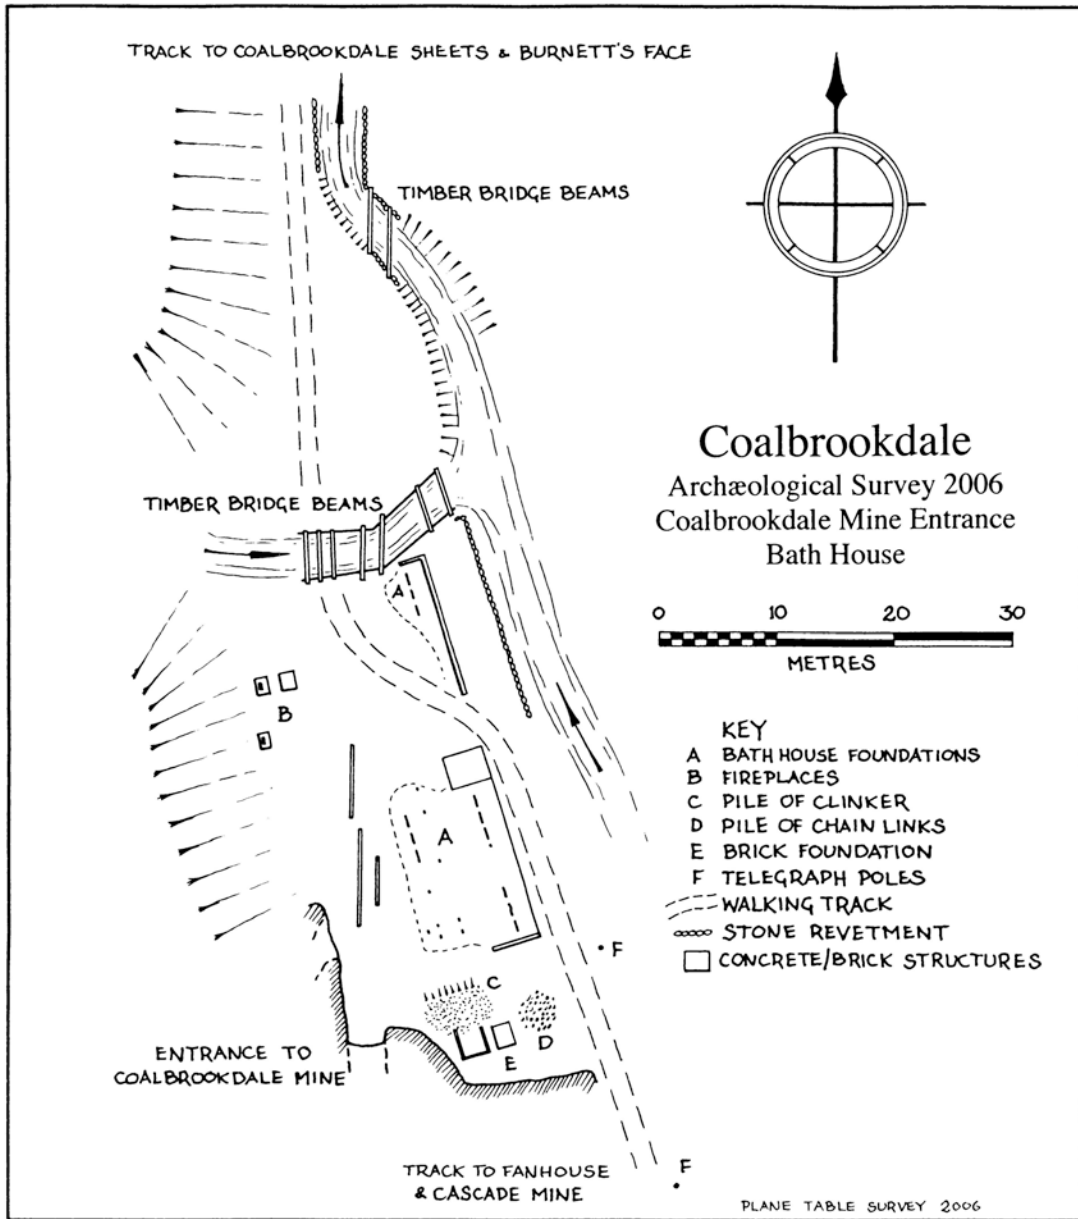 TRACK TO COALBROOKDALE SHEETS & BURNETT'S FACE
TIMBER BRIDGE BEAMS
Coalbrookdale
Archæological Survey 2006
Coalbrookdale Mine Entrance
Bath House
TIMBER BRIDGE BEAMS
A
0 10 20 30
METRES
B
KEY
A BATH HOUSE FOUNDATIONS
B FIREPLACES
C PILE OF CLINKER
D PILE OF CHAIN LINKS
E BRICK FOUNDATION
F TELEGRAPH POLES
WALKING TRACK
STONE REVETMENT
CONCRETE/BRICK STRUCTURES
A
F
C
D
E
ENTRANCE TO
COALBROOKDALE MINE
TRACK TO FANHOUSE
& CASCADE MINE
F
PLANE TABLE SURVEY 2006